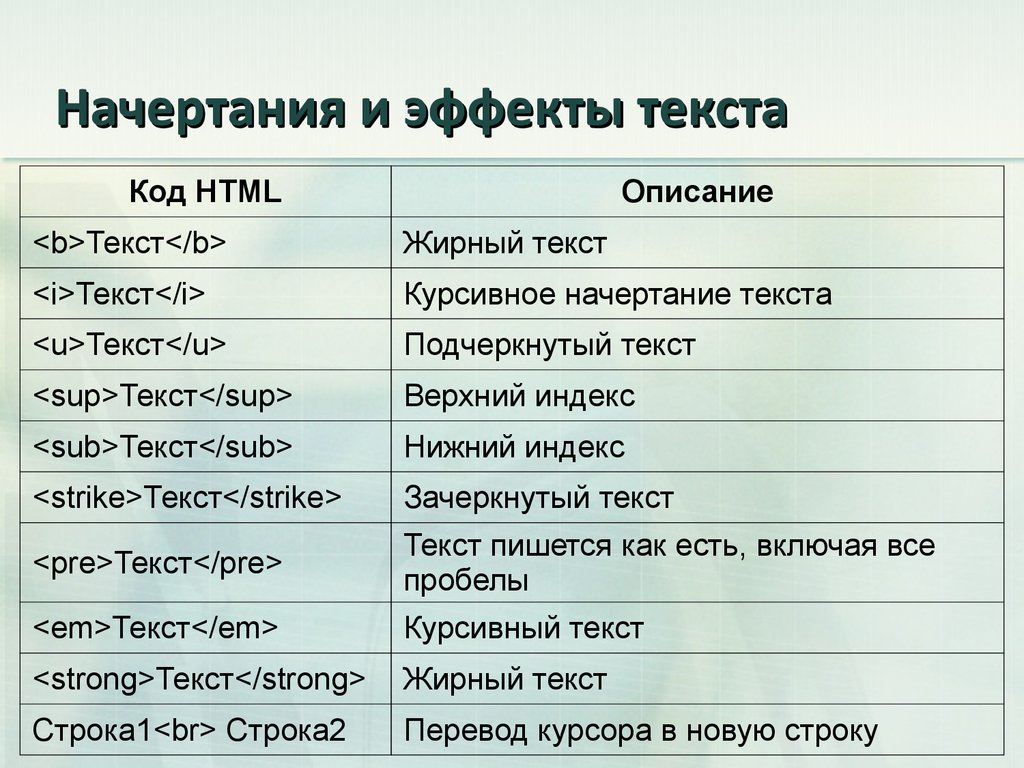 Начертания и эффекты текста
Код HTML
Описание
<b>Текст</b>
Жирный текст
<i>Текст</i>
Курсивное начертание текста
<u>Текст</u>
Подчеркнутый текст
<sup>Текст</sup>
Верхний индекс
<sub>Текст</sub>
Нижний индекс
<strike>Текст</strike>
Зачеркнутый текст
<pre>Текст</pre>
Текст пишется как есть, включая все
пробелы
<em>Текст</em>
Курсивный текст
<strong>Текст</strong>
Жирный текст
Строка1<br> Строка2
Перевод курсора в новую строку